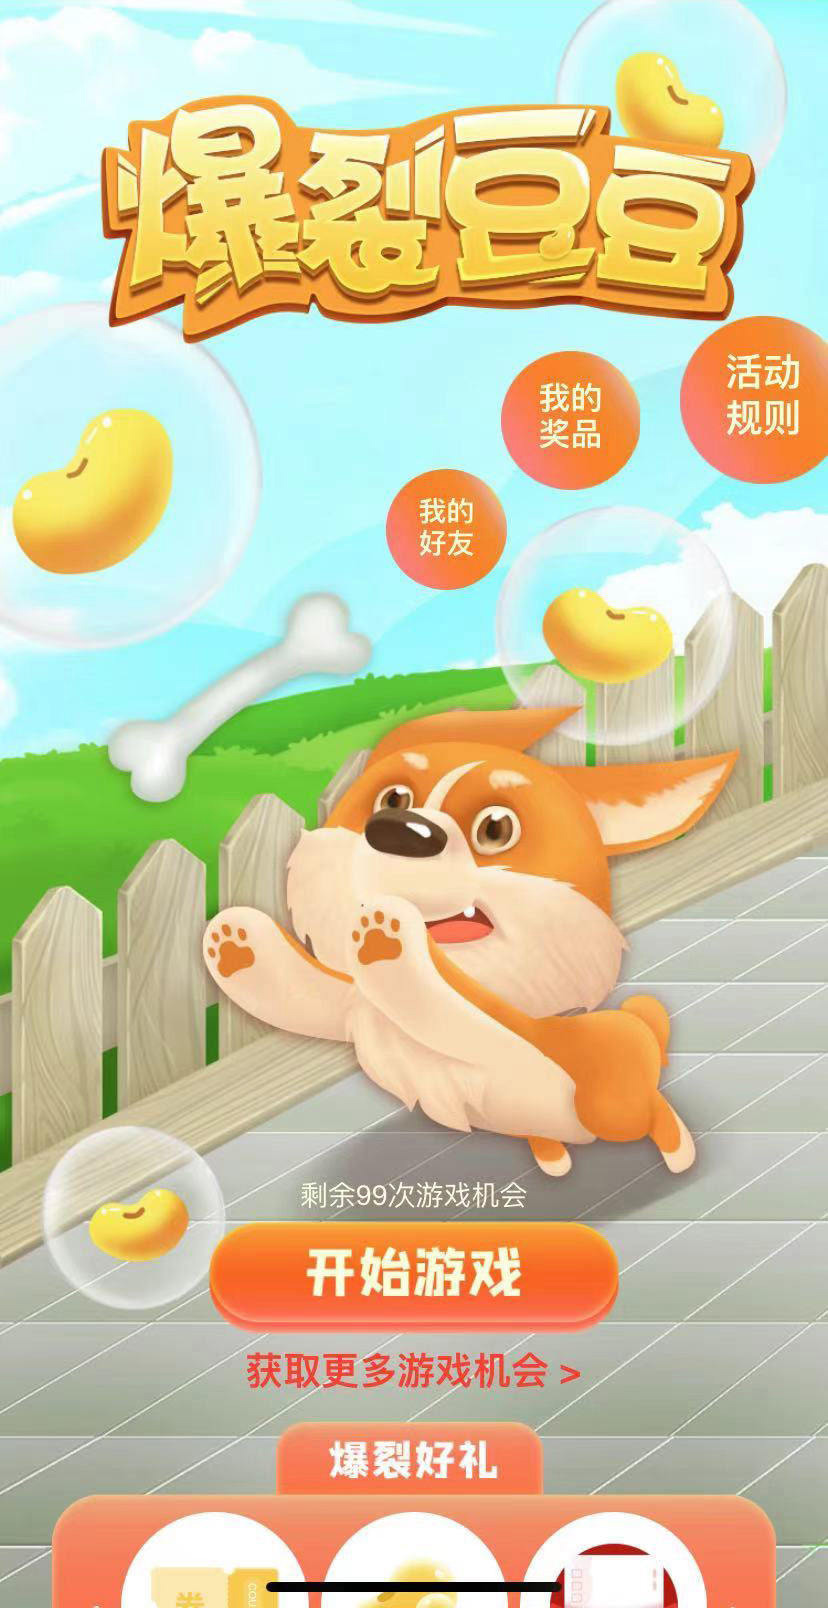 爆裂豆豆
活动
规则
我的
奖品
我的
好友
剩余99次游戏机会
开始游戏
获取更多游戏机会 >
爆裂好礼
券